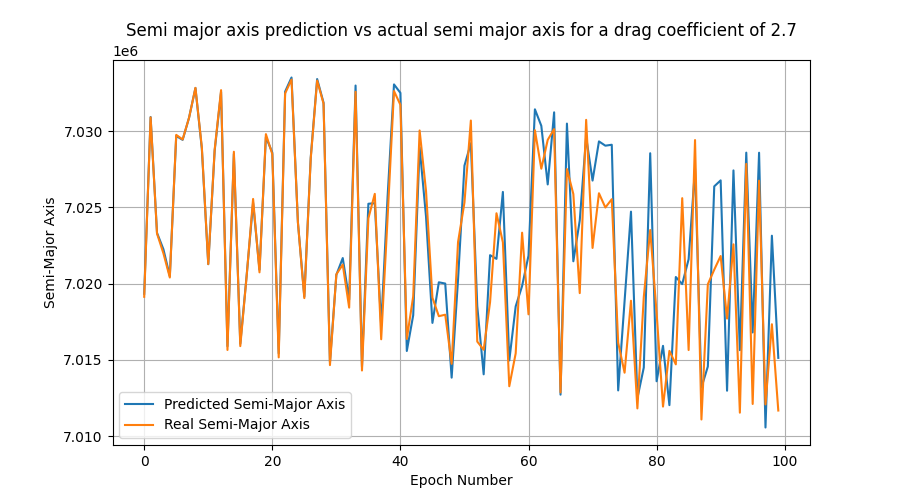 Semi major axis prediction vs actual semi major axis for a drag coefficient of 2.7
1e6
7.030
7.025
7.020
7.015
7.010
Semi-Major Axis
Predicted Semi-Major Axis
Real Semi-Major Axis
0 20 40 60 80 100
Epoch Number